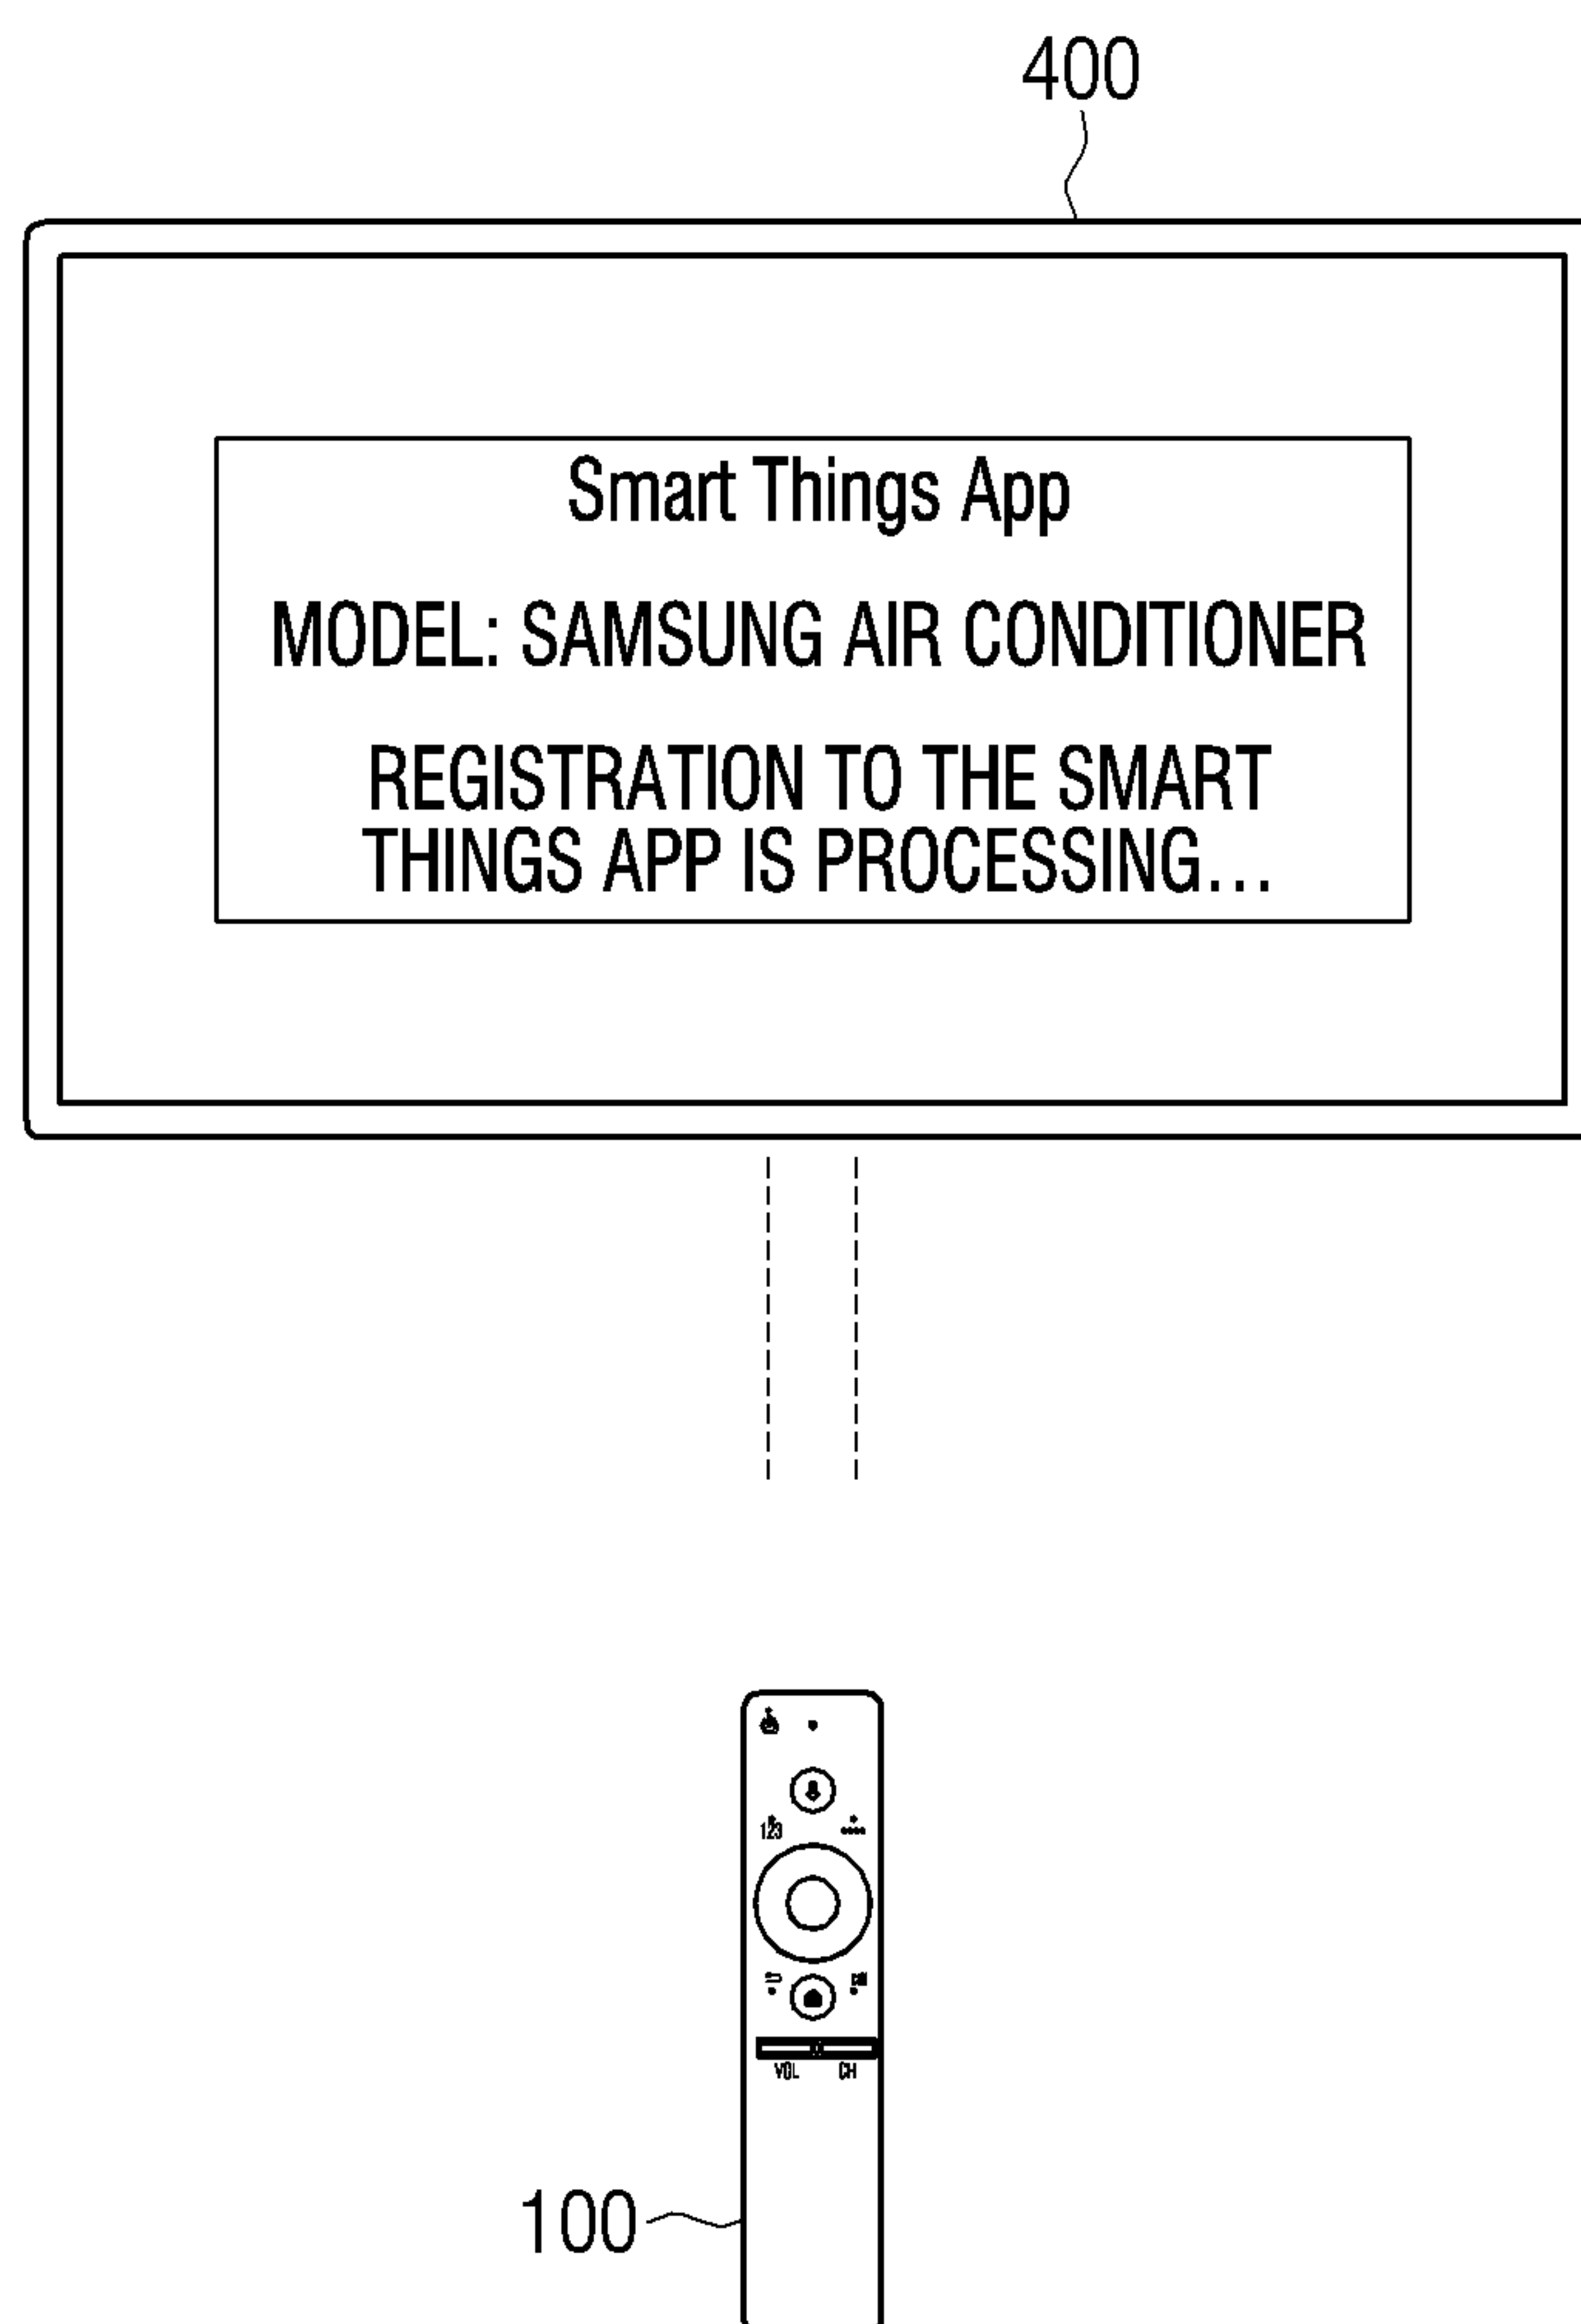 400
Smart Things App
MODEL: SAMSUNG AIR CONDITIONER
REGISTRATION TO THE SMART
THINGS APP IS PROCESSING...
123
VOL CH
100